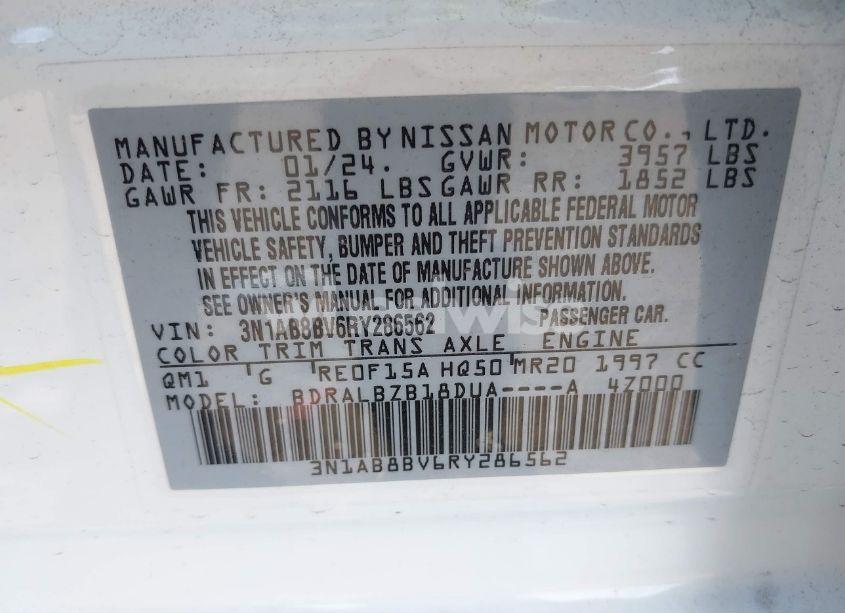 MANUFACTURED BY NISSAN MOTOR CO., LTD.
DATE: 01/24. GVWR: 3957 LBS
GAWR FR: 2116 LBS GAWR RR: 1852 LBS
THIS VEHICLE CONFORMS TO ALL APPLICABLE FEDERAL MOTOR
VEHICLE SAFETY, BUMPER AND THEFT PREVENTION STANDARDS
IN EFFECT ON THE DATE OF MANUFACTURE SHOWN ABOVE.
SEE OWNER'S MANUAL FOR ADDITIONAL INFORMATION.
VIN: 3N1AB8BV6RY286562 PASSENGER CAR.
COLOR TRIM TRANS AXLE ENGINE
QM1 G RE0F15A HQ50 MR20 1997 CC
MODEL: BDRALBZB18DUA----A 4Z000
3N1AB8BV6RY286562